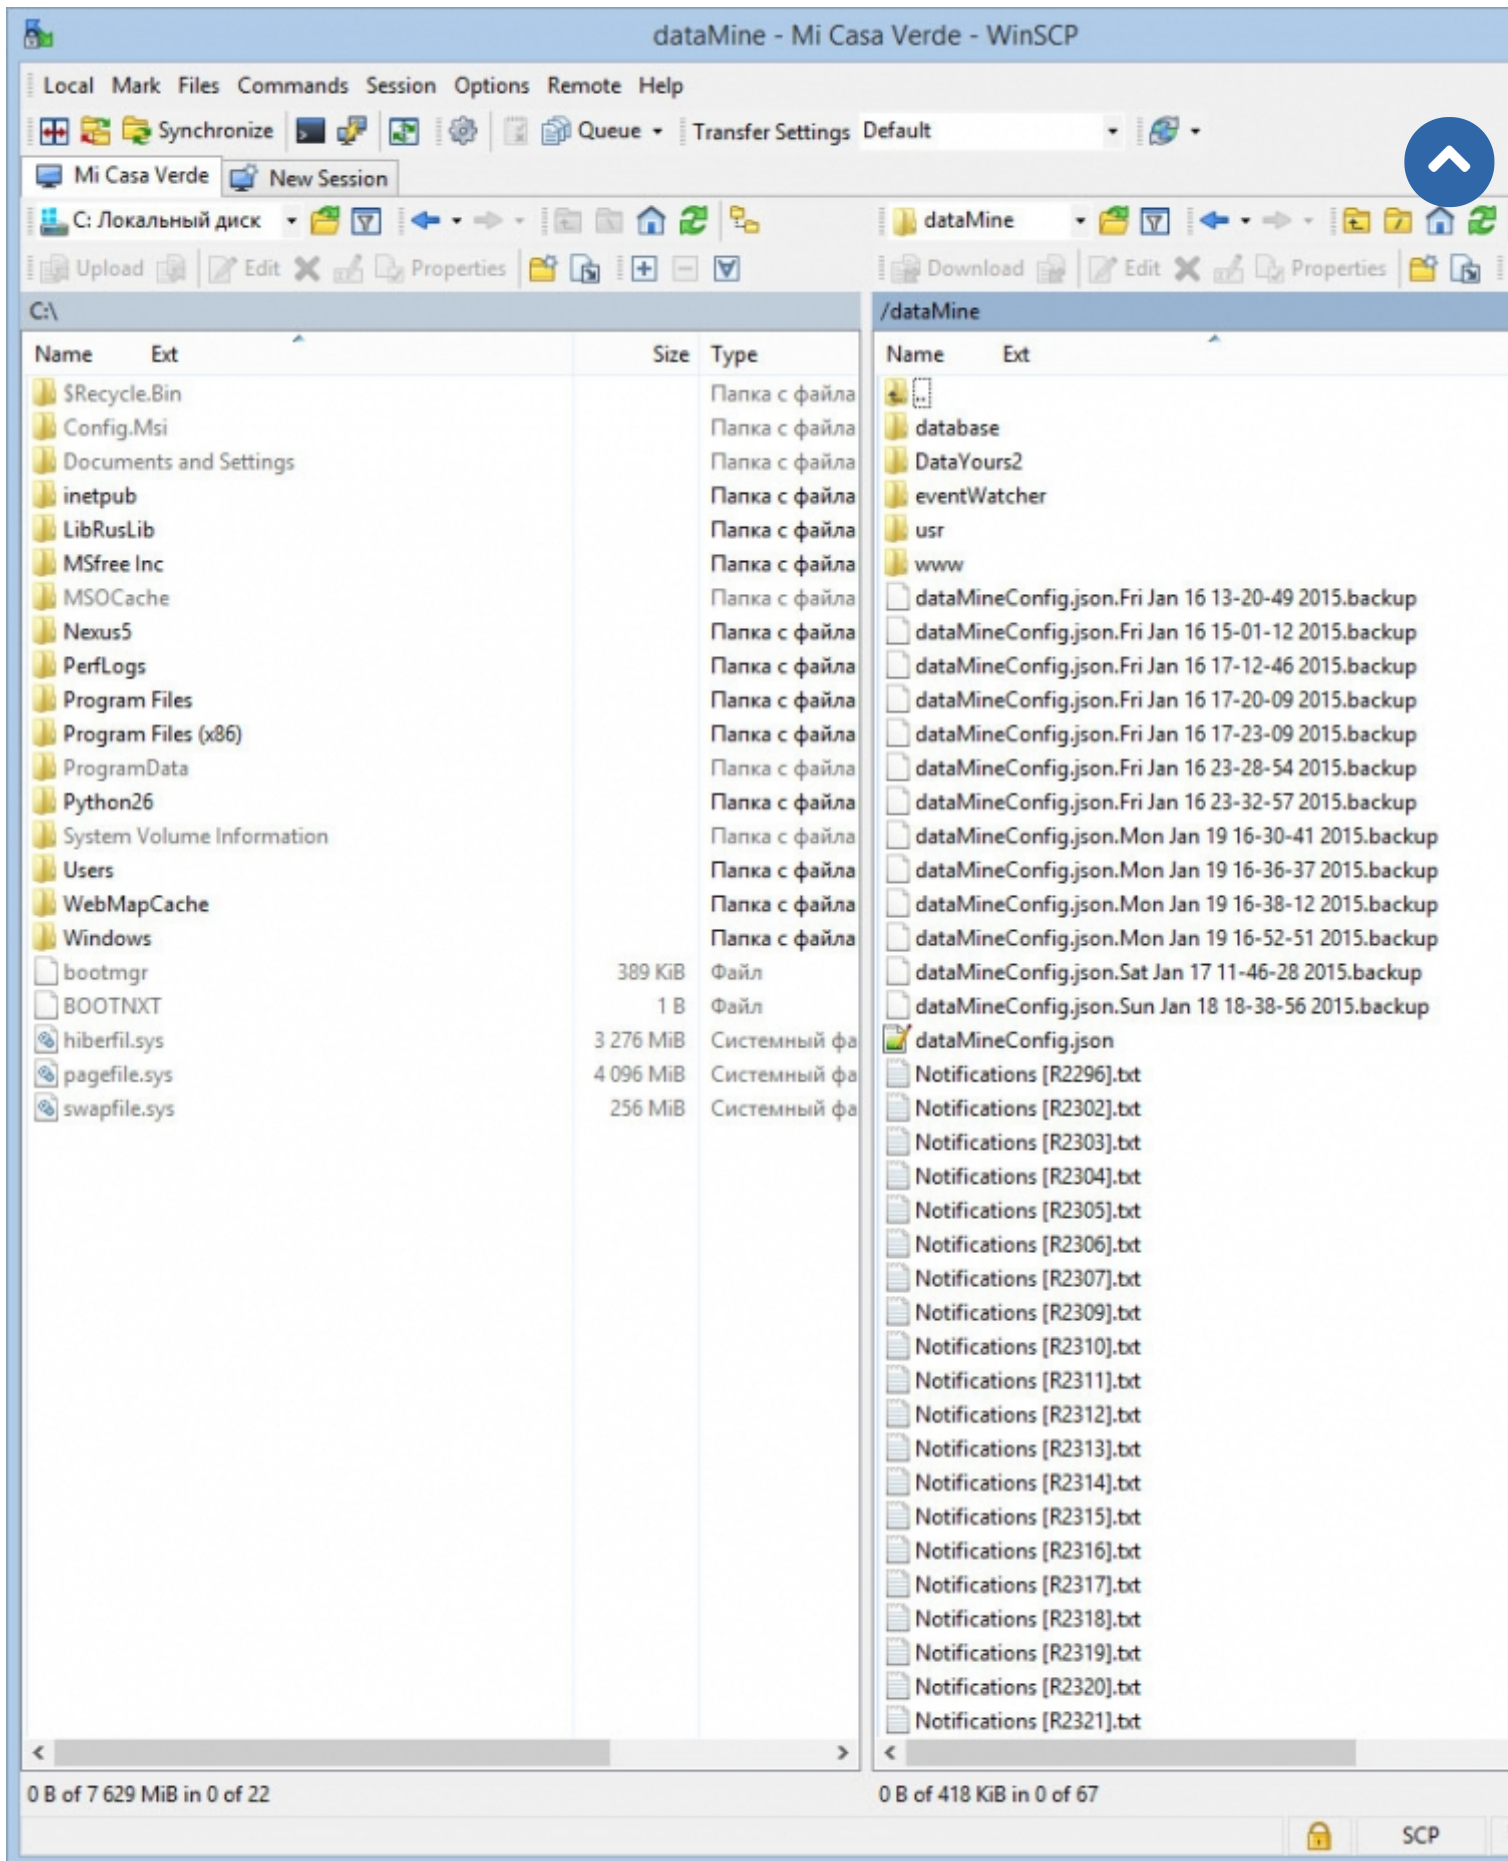 dataMine - Mi Casa Verde - WinSCP
Local Mark Files Commands Session Options Remote Help
Synchronize Queue Transfer Settings Default
Mi Casa Verde New Session
C: Локальный диск
Upload Edit Properties
C:\
Name Ext Size Type
$Recycle.Bin Папка с файла
Config.Msi Папка с файла
Documents and Settings Папка с файла
inetpub Папка с файла
LibRusLib Папка с файла
MSfree Inc Папка с файла
MSOCache Папка с файла
Nexus5 Папка с файла
PerfLogs Папка с файла
Program Files Папка с файла
Program Files (x86) Папка с файла
ProgramData Папка с файла
Python26 Папка с файла
System Volume Information Папка с файла
Users Папка с файла
WebMapCache Папка с файла
Windows Папка с файла
bootmgr 389 KiB Файл
BOOTNXT 1 B Файл
hiberfil.sys 3 276 MiB Системный фа
pagefile.sys 4 096 MiB Системный фа
swapfile.sys 256 MiB Системный фа
0 B of 7 629 MiB in 0 of 22
dataMine
Download Edit Properties
/dataMine
Name Ext
..
database
DataYours2
eventWatcher
usr
www
dataMineConfig.json.Fri Jan 16 13-20-49 2015.backup
dataMineConfig.json.Fri Jan 16 15-01-12 2015.backup
dataMineConfig.json.Fri Jan 16 17-12-46 2015.backup
dataMineConfig.json.Fri Jan 16 17-20-09 2015.backup
dataMineConfig.json.Fri Jan 16 17-23-09 2015.backup
dataMineConfig.json.Fri Jan 16 23-28-54 2015.backup
dataMineConfig.json.Fri Jan 16 23-32-57 2015.backup
dataMineConfig.json.Mon Jan 19 16-30-41 2015.backup
dataMineConfig.json.Mon Jan 19 16-36-37 2015.backup
dataMineConfig.json.Mon Jan 19 16-38-12 2015.backup
dataMineConfig.json.Mon Jan 19 16-52-51 2015.backup
dataMineConfig.json.Sat Jan 17 11-46-28 2015.backup
dataMineConfig.json.Sun Jan 18 18-38-56 2015.backup
dataMineConfig.json
Notifications [R2296].txt
Notifications [R2302].txt
Notifications [R2303].txt
Notifications [R2304].txt
Notifications [R2305].txt
Notifications [R2306].txt
Notifications [R2307].txt
Notifications [R2309].txt
Notifications [R2310].txt
Notifications [R2311].txt
Notifications [R2312].txt
Notifications [R2313].txt
Notifications [R2314].txt
Notifications [R2315].txt
Notifications [R2316].txt
Notifications [R2317].txt
Notifications [R2318].txt
Notifications [R2319].txt
Notifications [R2320].txt
Notifications [R2321].txt
0 B of 418 KiB in 0 of 67
SCP